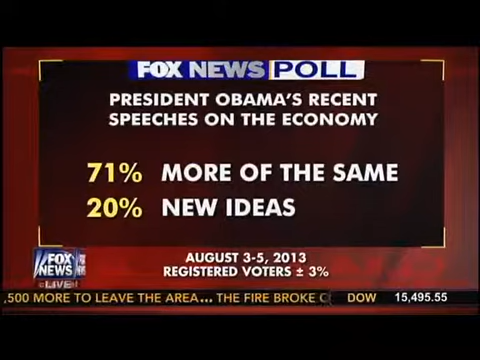 FOX NEWS POLL
PRESIDENT OBAMA'S RECENT
SPEECHES ON THE ECONOMY
71% MORE OF THE SAME
20% NEW IDEAS
AUGUST 3-5, 2013
REGISTERED VOTERS ± 3%
FOX
NEWS
LIVE
,500 MORE TO LEAVE THE AREA... THE FIRE BROKE DOW 15,495.55